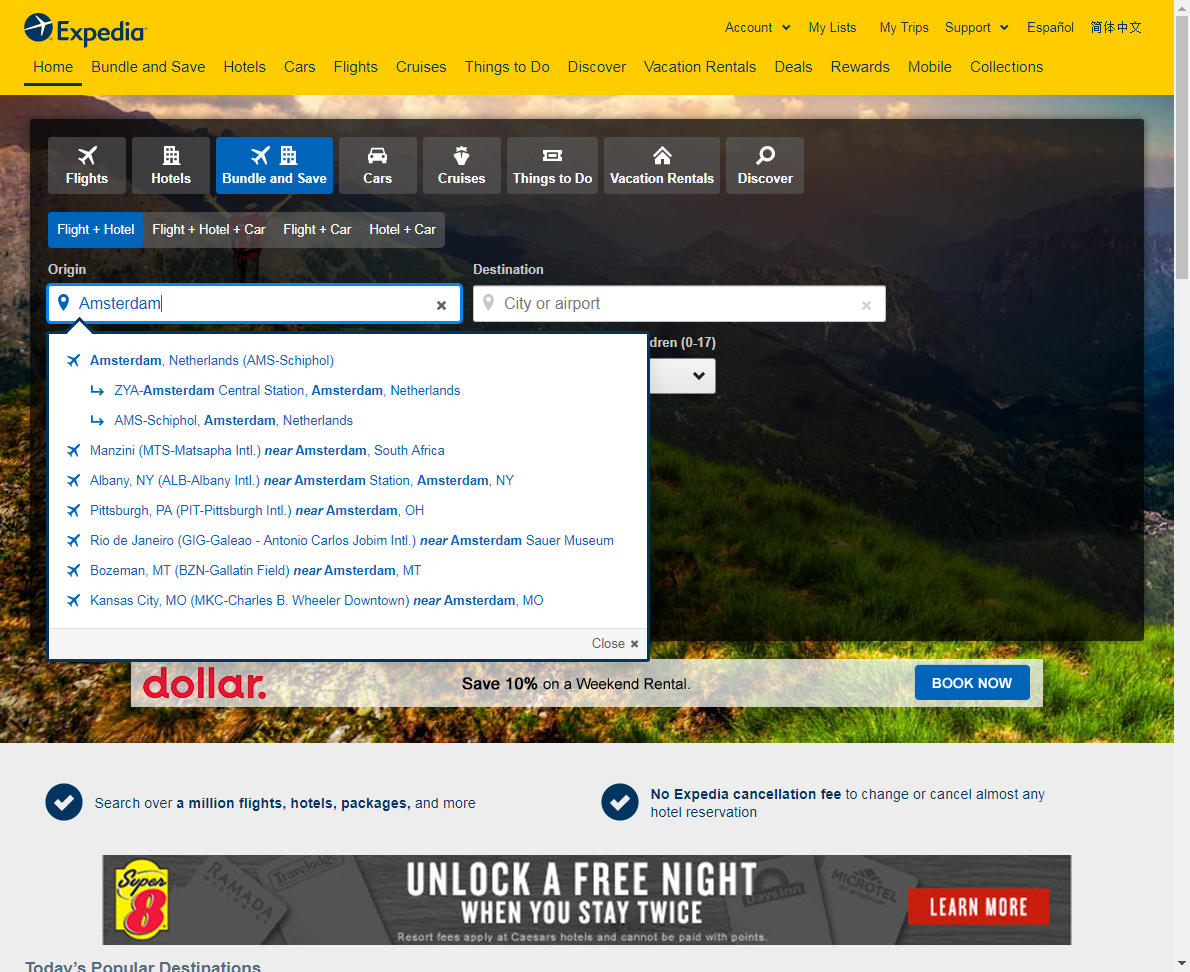 Expedia
Account My Lists My Trips Support Español 简体中文
Home Bundle and Save Hotels Cars Flights Cruises Things to Do Discover Vacation Rentals Deals Rewards Mobile Collections
Flights Hotels Bundle and Save Cars Cruises Things to Do Vacation Rentals Discover
Flight + Hotel Flight + Hotel + Car Flight + Car Hotel + Car
Origin Destination
Amsterdam City or airport
dren (0-17)
Amsterdam, Netherlands (AMS-Schiphol)
ZYA-Amsterdam Central Station, Amsterdam, Netherlands
AMS-Schiphol, Amsterdam, Netherlands
Manzini (MTS-Matsapha Intl.) near Amsterdam, South Africa
Albany, NY (ALB-Albany Intl.) near Amsterdam Station, Amsterdam, NY
Pittsburgh, PA (PIT-Pittsburgh Intl.) near Amsterdam, OH
Rio de Janeiro (GIG-Galeao - Antonio Carlos Jobim Intl.) near Amsterdam Sauer Museum
Bozeman, MT (BZN-Gallatin Field) near Amsterdam, MT
Kansas City, MO (MKC-Charles B. Wheeler Downtown) near Amsterdam, MO
Close ×
dollar. Save 10% on a Weekend Rental. BOOK NOW
Search over a million flights, hotels, packages, and more
No Expedia cancellation fee to change or cancel almost any
hotel reservation
Super 8
RAMADA
Travelodge
UNLOCK A FREE NIGHT
WHEN YOU STAY TWICE
Resort fees apply at Caesars hotels and cannot be paid with points.
Days Inn
MICROTEL
BY WYNDHAM
LEARN MORE
Today's Popular Destinations